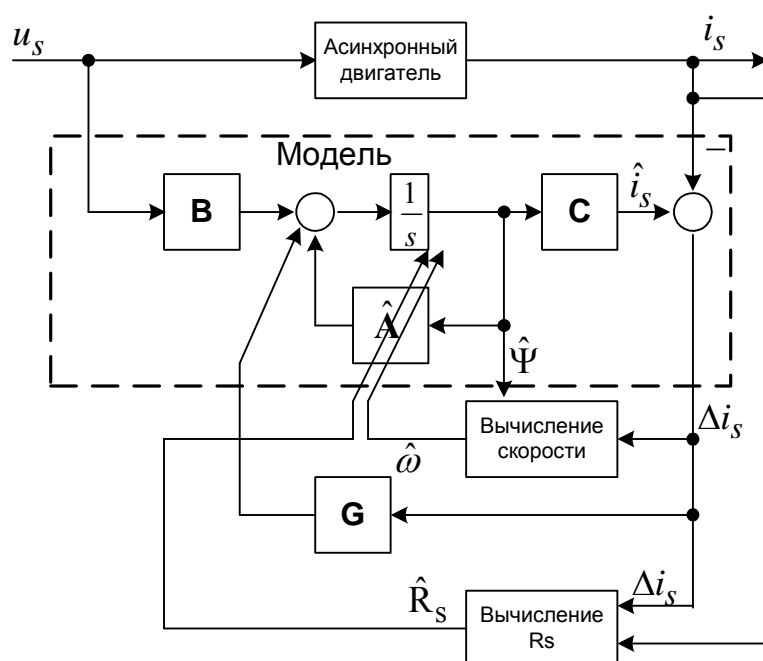 u_s
Асинхронный
двигатель
i_s
Модель
–
B
1
s
C
î_s
Â
Ψ̂
Вычисление
скорости
Δi_s
ω̂
G
R̂_s
Δi_s
Вычисление
Rs